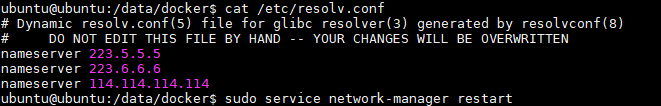 ubuntu@ubuntu:/data/docker$ cat /etc/resolv.conf
# Dynamic resolv.conf(5) file for glibc resolver(3) generated by resolvconf(8)
#     DO NOT EDIT THIS FILE BY HAND -- YOUR CHANGES WILL BE OVERWRITTEN
nameserver 223.5.5.5
nameserver 223.6.6.6
nameserver 114.114.114.114
ubuntu@ubuntu:/data/docker$ sudo service network-manager restart